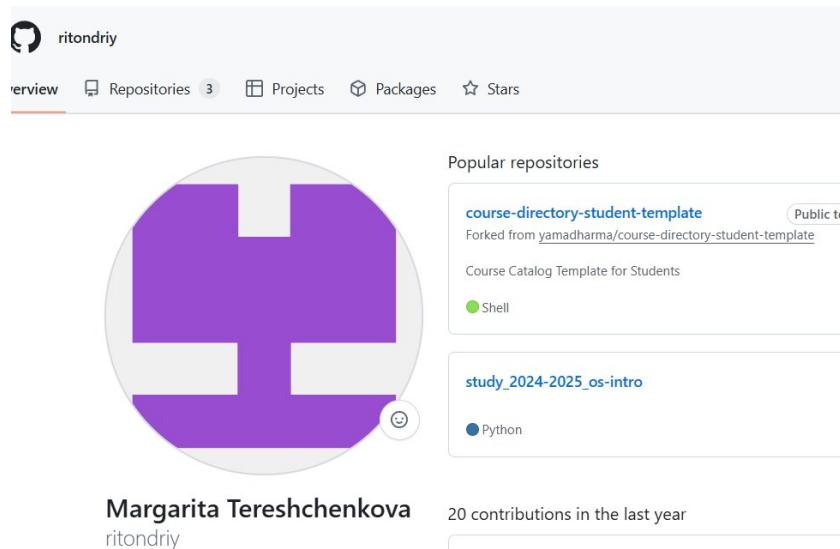 ritondriy
Repositories 3 Projects Packages Stars
Popular repositories
course-directory-student-template Public
Forked from yamadharma/course-directory-student-template
Course Catalog Template for Students
Shell
study_2024-2025_os-intro
Python
Margarita Tereshchenkova
ritondriy
20 contributions in the last year